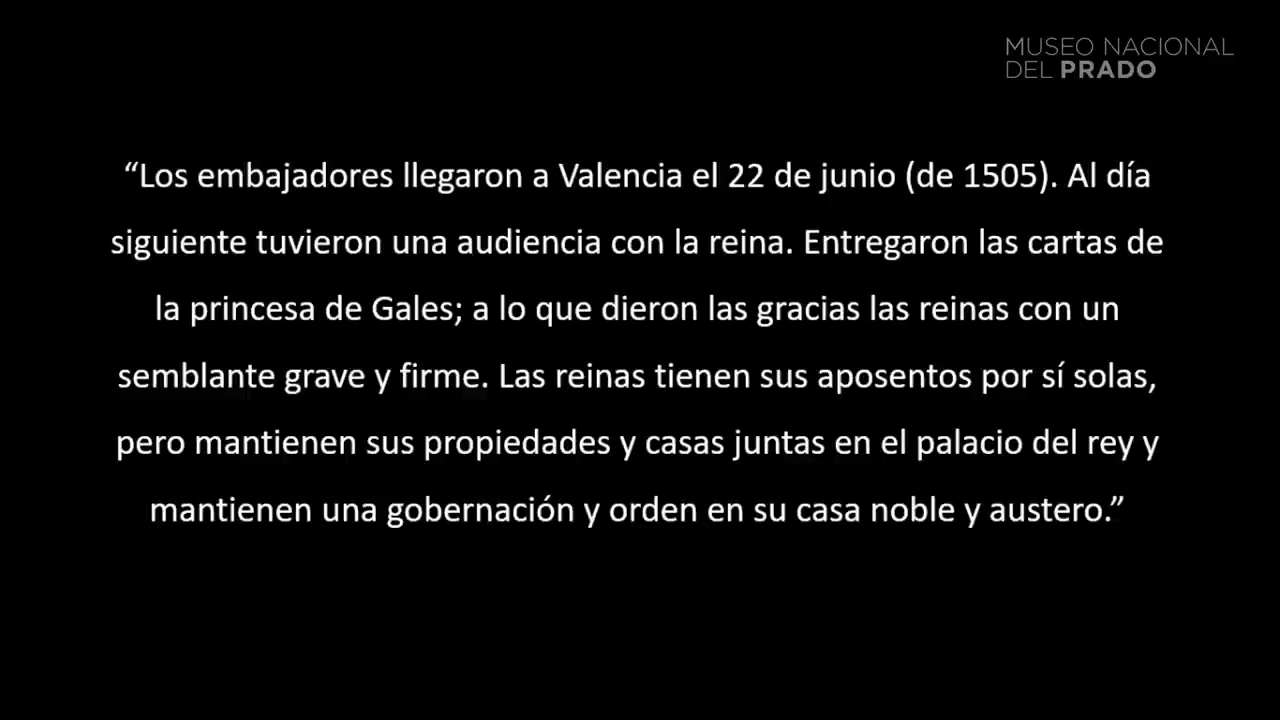 MUSEO NACIONAL
DEL PRADO
“Los embajadores llegaron a Valencia el 22 de junio (de 1505). Al día
siguiente tuvieron una audiencia con la reina. Entregaron las cartas de
la princesa de Gales; a lo que dieron las gracias las reinas con un
semblante grave y firme. Las reinas tienen sus aposentos por sí solas,
pero mantienen sus propiedades y casas juntas en el palacio del rey y
mantienen una gobernación y orden en su casa noble y austero.”